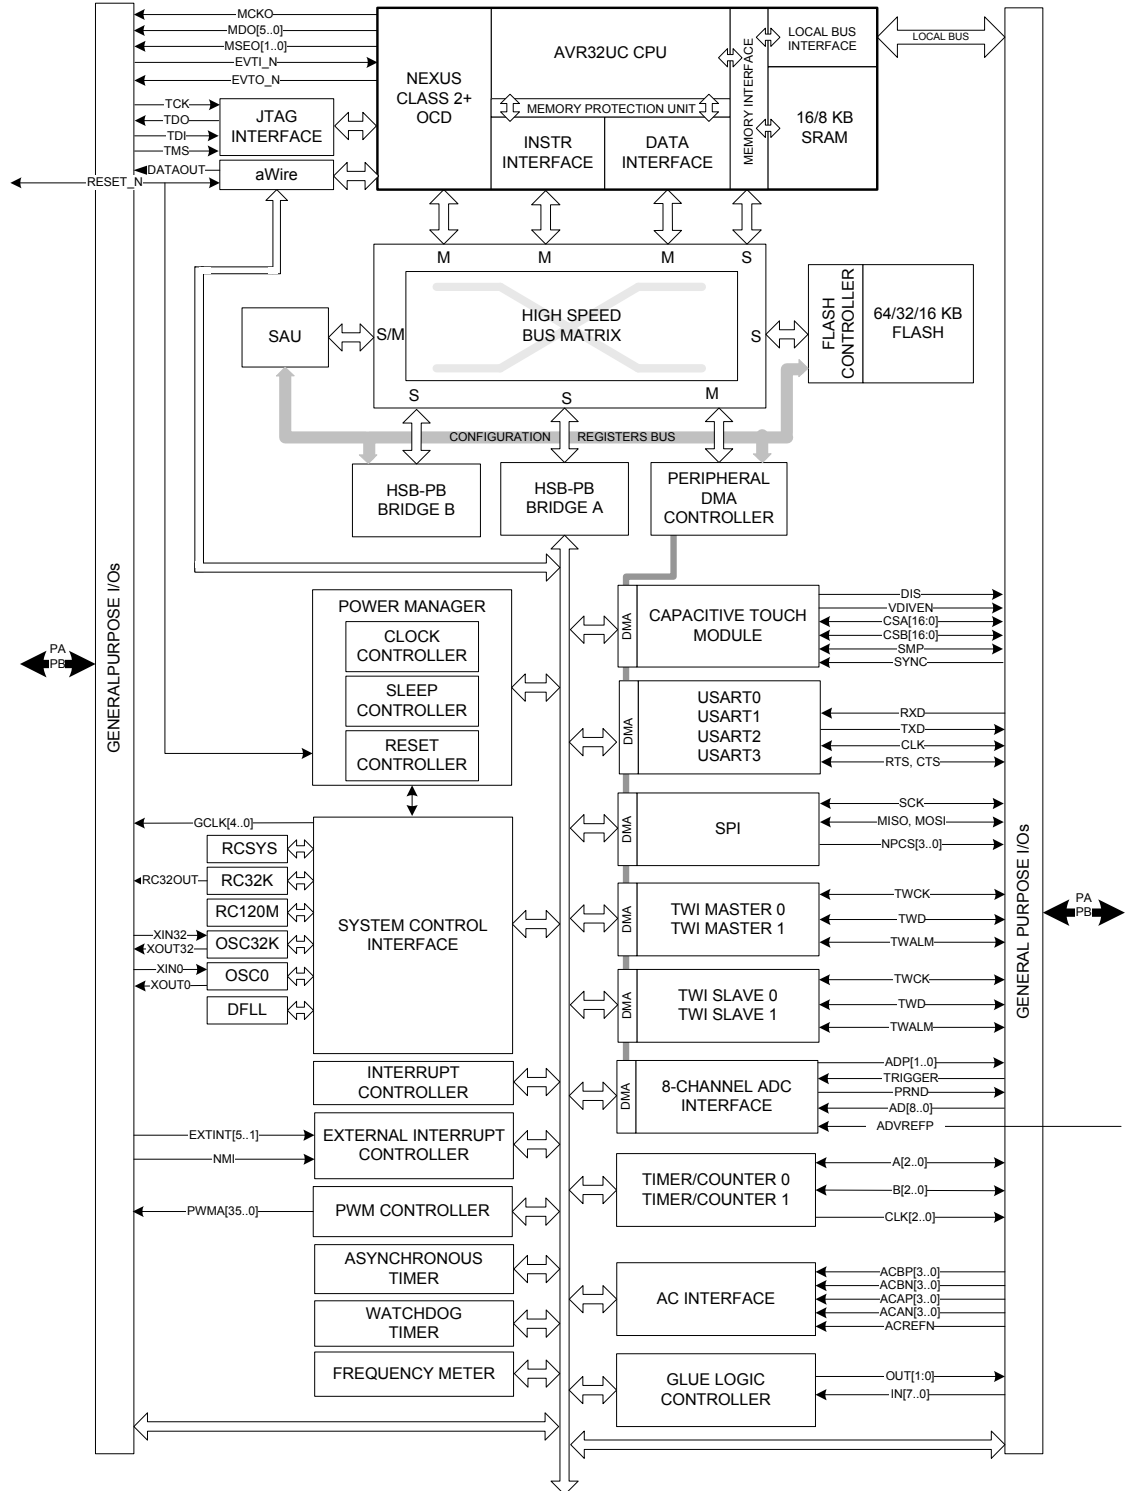 MCKO
MDO[5..0]
MSEO[1..0]
EVTI_N
EVTO_N
TCK
TDO
TDI
TMS
JTAG
INTERFACE
DATAOUT
RESET_N
aWire
NEXUS
CLASS 2+
OCD
AVR32UC CPU
MEMORY PROTECTION UNIT
INSTR
INTERFACE
DATA
INTERFACE
MEMORY INTERFACE
LOCAL BUS
INTERFACE
16/8 KB
SRAM
LOCAL BUS
M
M
M
S
SAU
S/M
HIGH SPEED
BUS MATRIX
S
FLASH
CONTROLLER
64/32/16 KB
FLASH
S
S
M
CONFIGURATION
REGISTERS BUS
HSB-PB
BRIDGE B
HSB-PB
BRIDGE A
PERIPHERAL
DMA
CONTROLLER
GENERALPURPOSE I/Os
PA
PB
POWER MANAGER
CLOCK
CONTROLLER
SLEEP
CONTROLLER
RESET
CONTROLLER
GCLK[4..0]
RCSYS
RC32OUT
RC32K
RC120M
XIN32
XOUT32
OSC32K
XIN0
XOUT0
OSC0
DFLL
SYSTEM CONTROL
INTERFACE
INTERRUPT
CONTROLLER
EXTINT[5..1]
NMI
EXTERNAL INTERRUPT
CONTROLLER
PWMA[35..0]
PWM CONTROLLER
ASYNCHRONOUS
TIMER
WATCHDOG
TIMER
FREQUENCY METER
DMA
CAPACITIVE TOUCH
MODULE
DIS
VDIVEN
CSA[16:0]
CSB[16:0]
SMP
SYNC
DMA
USART0
USART1
USART2
USART3
RXD
TXD
CLK
RTS, CTS
DMA
SPI
SCK
MISO, MOSI
NPCS[3..0]
DMA
TWI MASTER 0
TWI MASTER 1
TWCK
TWD
TWALM
DMA
TWI SLAVE 0
TWI SLAVE 1
TWCK
TWD
TWALM
DMA
8-CHANNEL ADC
INTERFACE
ADP[1..0]
TRIGGER
PRND
AD[8..0]
ADVREFP
TIMER/COUNTER 0
TIMER/COUNTER 1
A[2..0]
B[2..0]
CLK[2..0]
AC INTERFACE
ACBP[3..0]
ACBN[3..0]
ACAP[3..0]
ACAN[3..0]
ACREFN
GLUE LOGIC
CONTROLLER
OUT[1:0]
IN[7..0]
GENERAL PURPOSE I/Os
PA
PB